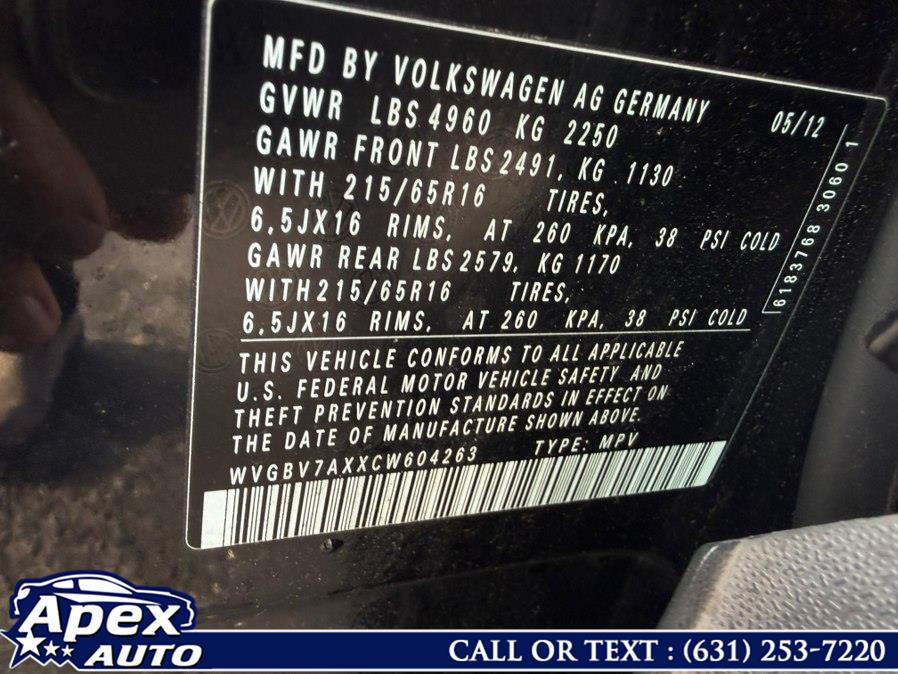 MFD BY VOLKSWAGEN AG GERMANY 05/12
GVWR LBS 4960 KG 2250
GAWR FRONT LBS 2491, KG 1130
WITH 215/65R16 TIRES,
6,5JX16 RIMS, AT 260 KPA, 38 PSI COLD
GAWR REAR LBS 2579, KG 1170
WITH 215/65R16 TIRES,
6,5JX16 RIMS, AT 260 KPA, 38 PSI COLD
6183768 3060 1
THIS VEHICLE CONFORMS TO ALL APPLICABLE
U.S. FEDERAL MOTOR VEHICLE SAFETY AND
THEFT PREVENTION STANDARDS IN EFFECT ON
THE DATE OF MANUFACTURE SHOWN ABOVE.
WVGBV7AXXCW604263 TYPE: MPV
Apex
AUTO
CALL OR TEXT : (631) 253-7220